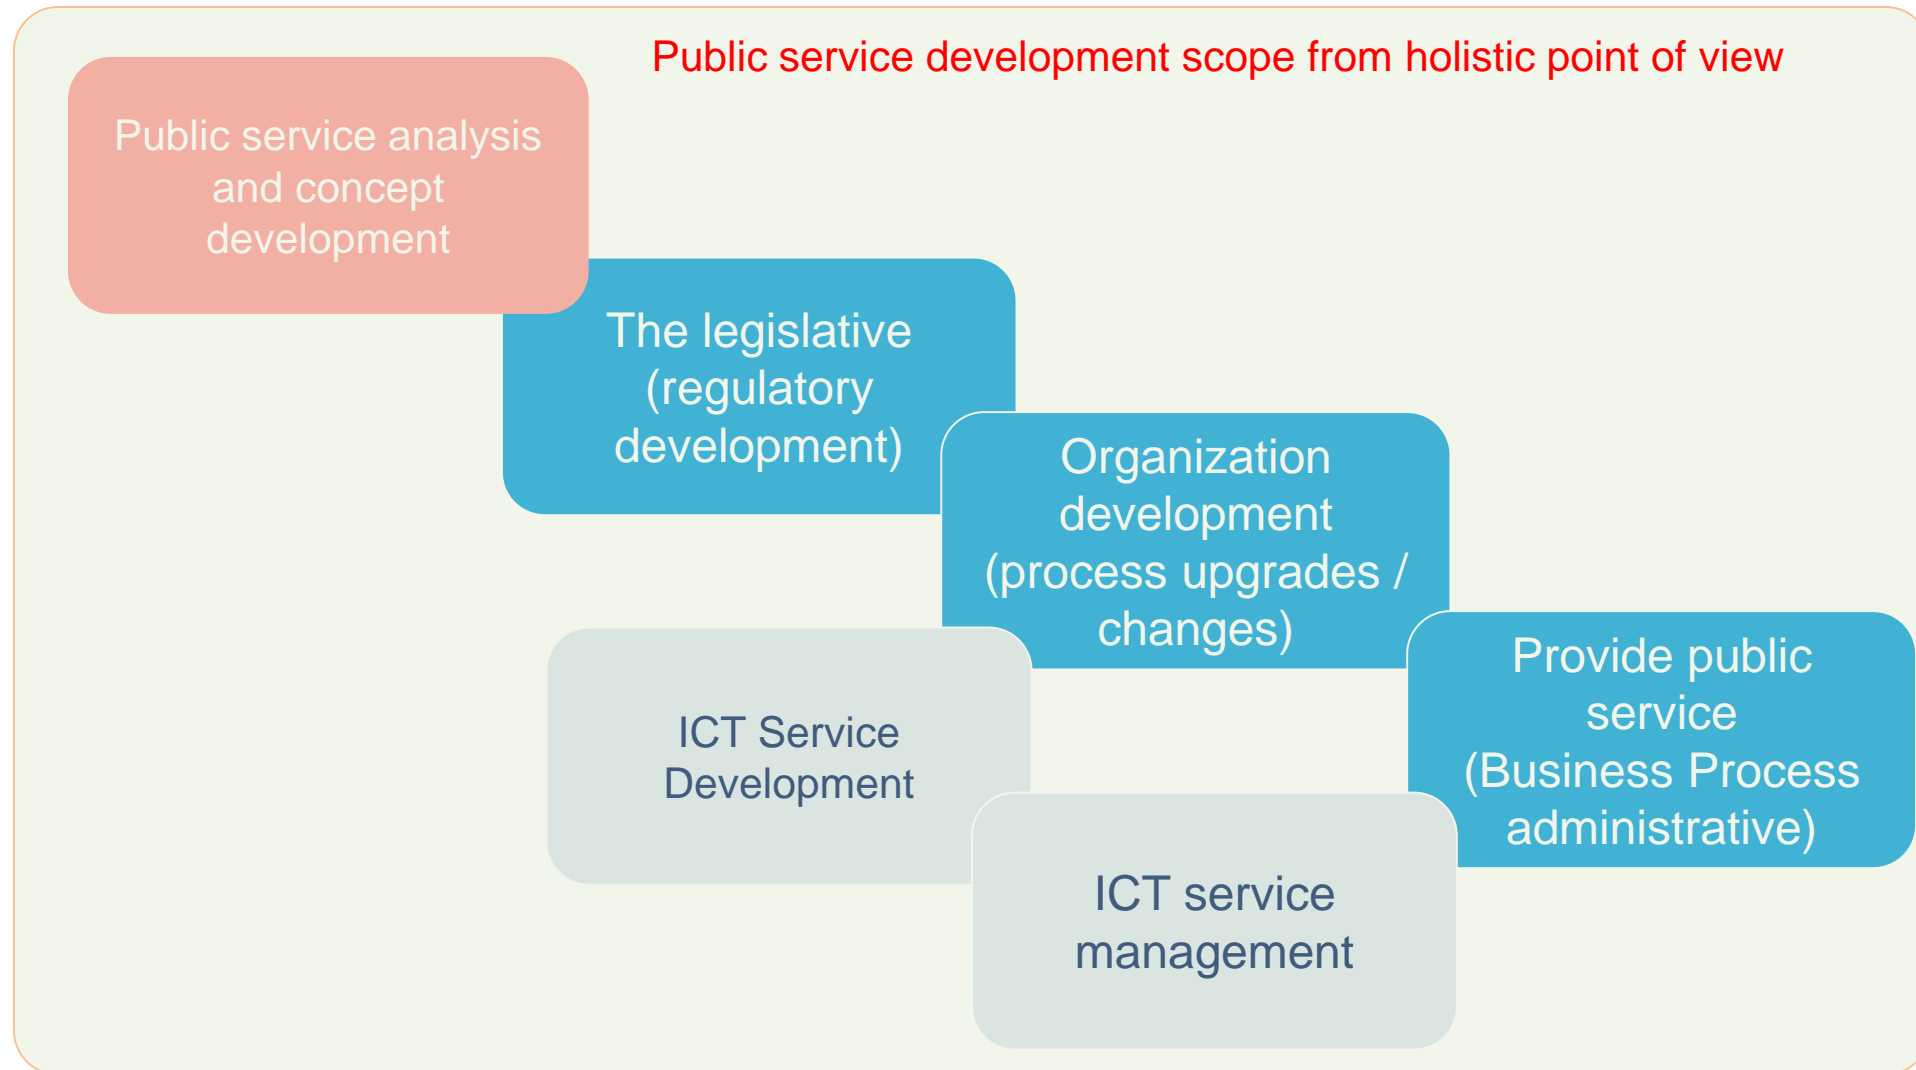 Public service development scope from holistic point of view
Public service analysis
and concept
development
The legislative
(regulatory
development)
Organization
development
(process upgrades /
changes)
Provide public
service
(Business Process
administrative)
ICT Service
Development
ICT service
management